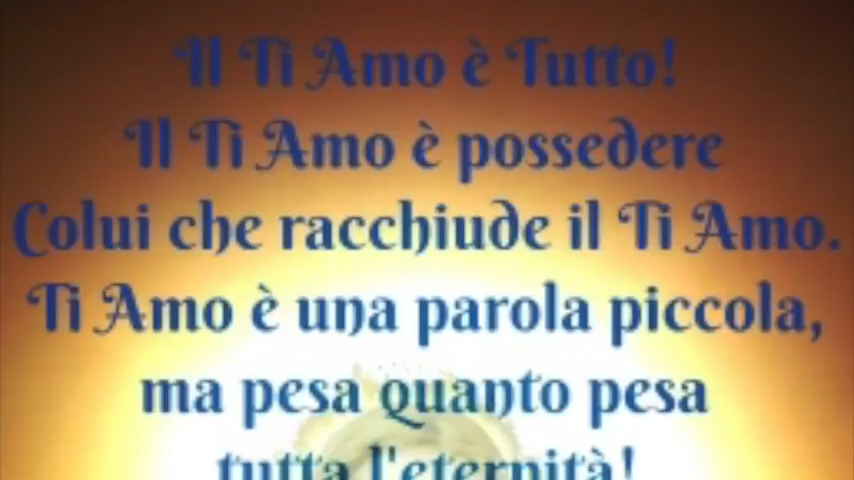 Il Ti Amo è Tutto!
Il Ti Amo è possedere
Colui che racchiude il Ti Amo.
Ti Amo è una parola piccola,
ma pesa quanto pesa
tutta l'eternità!